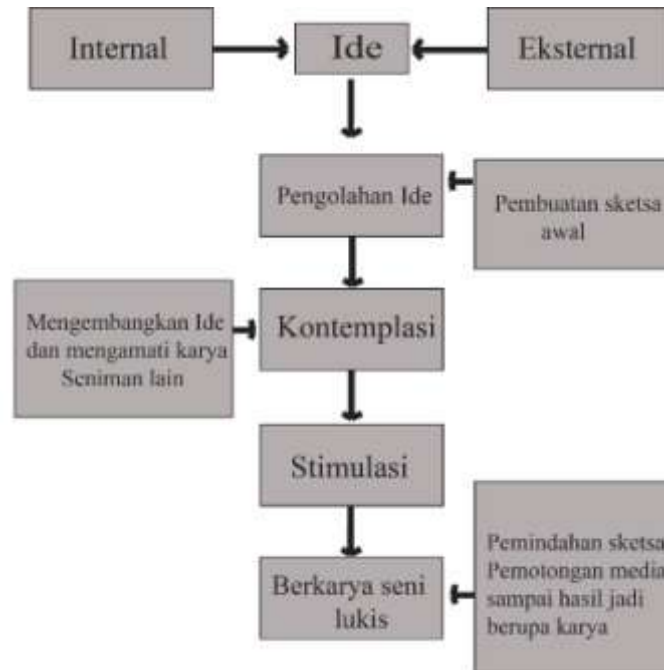 Internal
Ide
Eksternal
Pengolahan Ide
Pembuatan sketsa
awal
Mengembangkan Ide
dan mengamati karya
Seniman lain
Kontemplasi
Stimulasi
Berkarya seni
lukis
Pemindahan sketsa
Pemotongan media
sampai hasil jadi
berupa karya